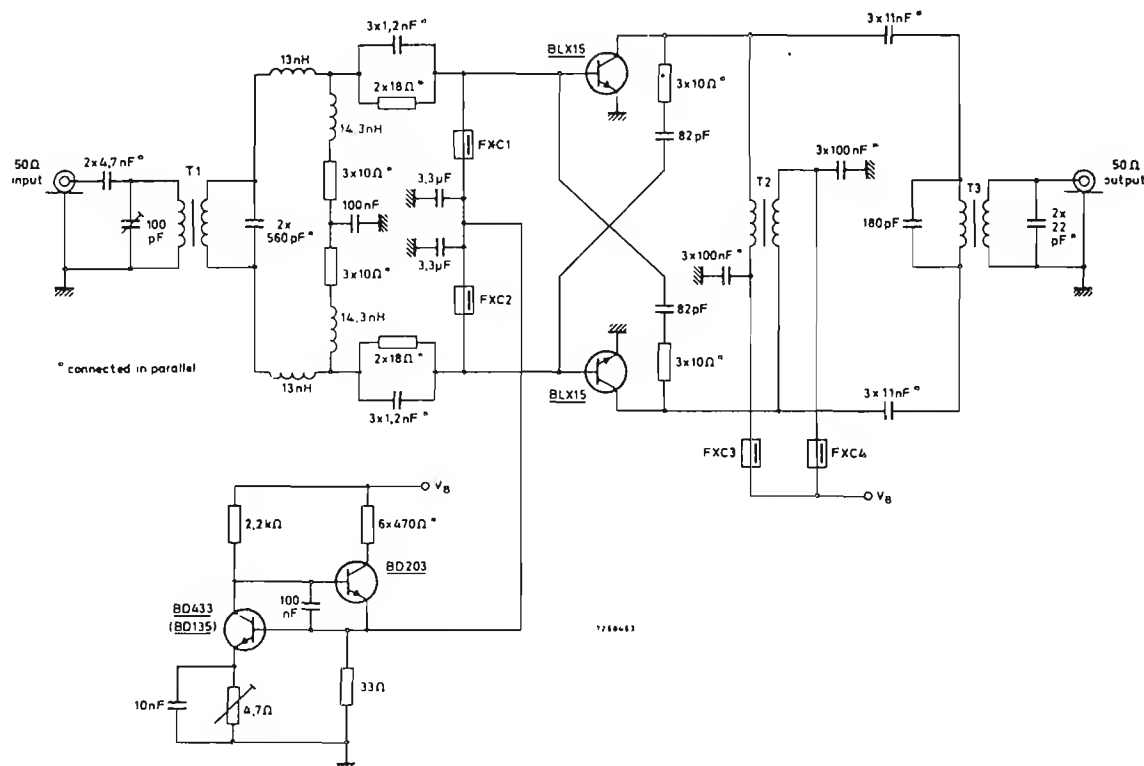 3x1,2nF*
2x18Ω*
13nH
14.3nH
3x10Ω*
100nF
3x10Ω*
14.3nH
2x18Ω*
3x1,2nF*
13nH
50Ω
input
2x4,7nF*
100
pF
T1
2x
560pF*
FXC1
3,3µF
3,3µF
FXC2
* connected in parallel
BLX15
3x10Ω*
82pF
82pF
3x10Ω*
BLX15
3x11nF*
3x100nF*
T2
3x100nF*
180pF
T3
2x
22
pF*
50Ω
output
3x11nF*
FXC3
FXC4
VB
VB
2,2kΩ
6x470Ω*
BD203
100
nF
BD433
(BD135)
10nF
4,7Ω
33Ω